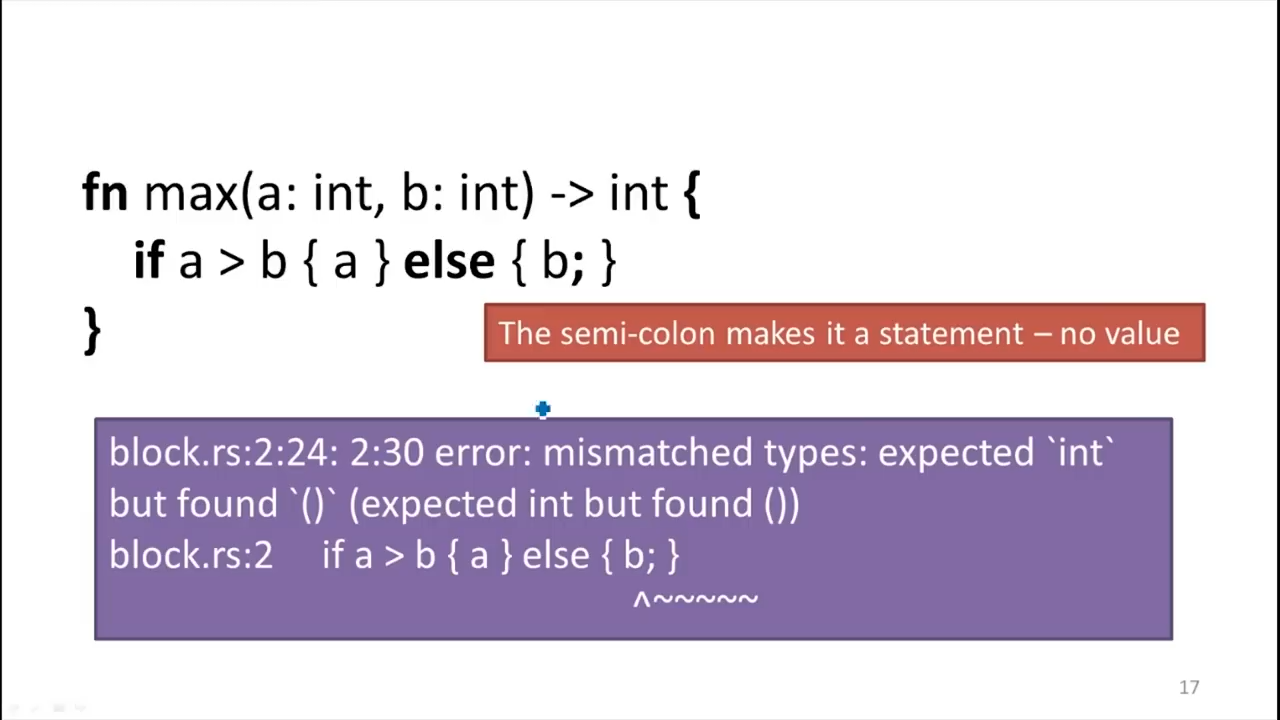 fn max(a: int, b: int) -> int {
if a > b { a } else { b; }
}
The semi-colon makes it a statement – no value
block.rs:2:24: 2:30 error: mismatched types: expected `int`
but found `()` (expected int but found ())
block.rs:2 if a > b { a } else { b; }
^~~~~~
17